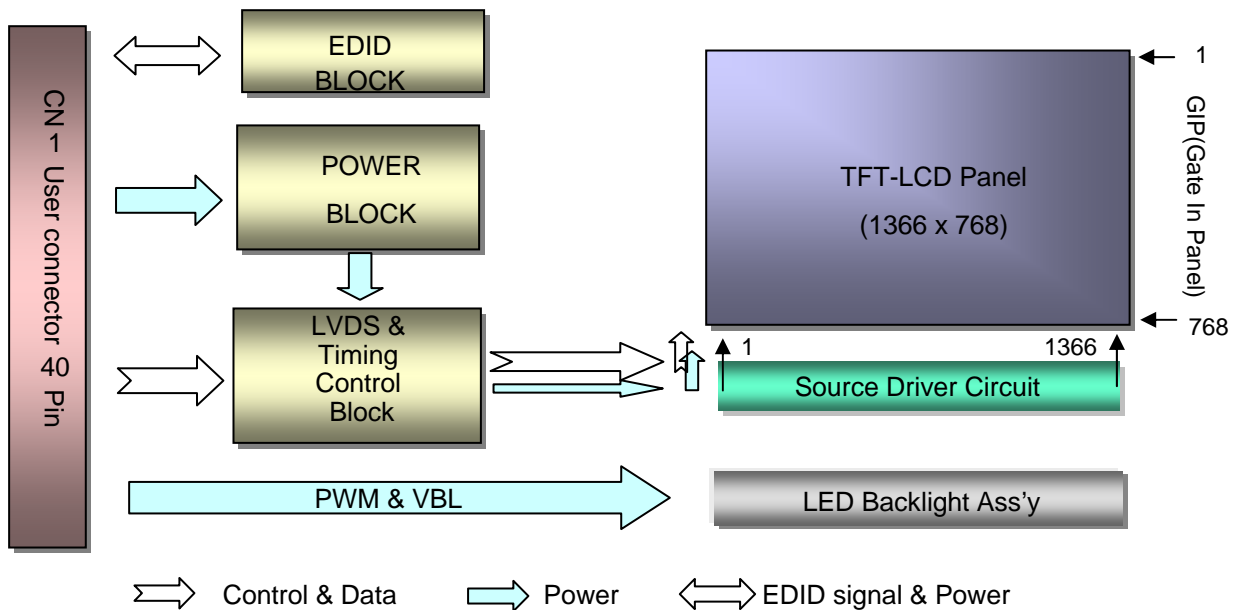 CN 1 User connector 40 Pin
EDID
BLOCK
POWER
BLOCK
LVDS &
Timing
Control
Block
PWM & VBL
TFT-LCD Panel
(1366 x 768)
1
GIP(Gate In Panel)
768
1
1366
Source Driver Circuit
LED Backlight Ass'y
Control & Data
Power
EDID signal & Power